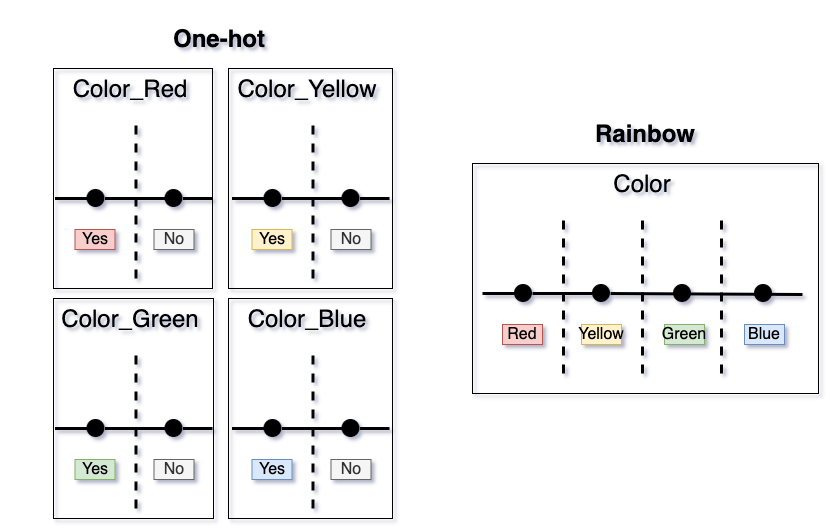 One-hot
Color_Red
Yes
No
Color_Yellow
Yes
No
Color_Green
Yes
No
Color_Blue
Yes
No
Rainbow
Color
Red
Yellow
Green
Blue